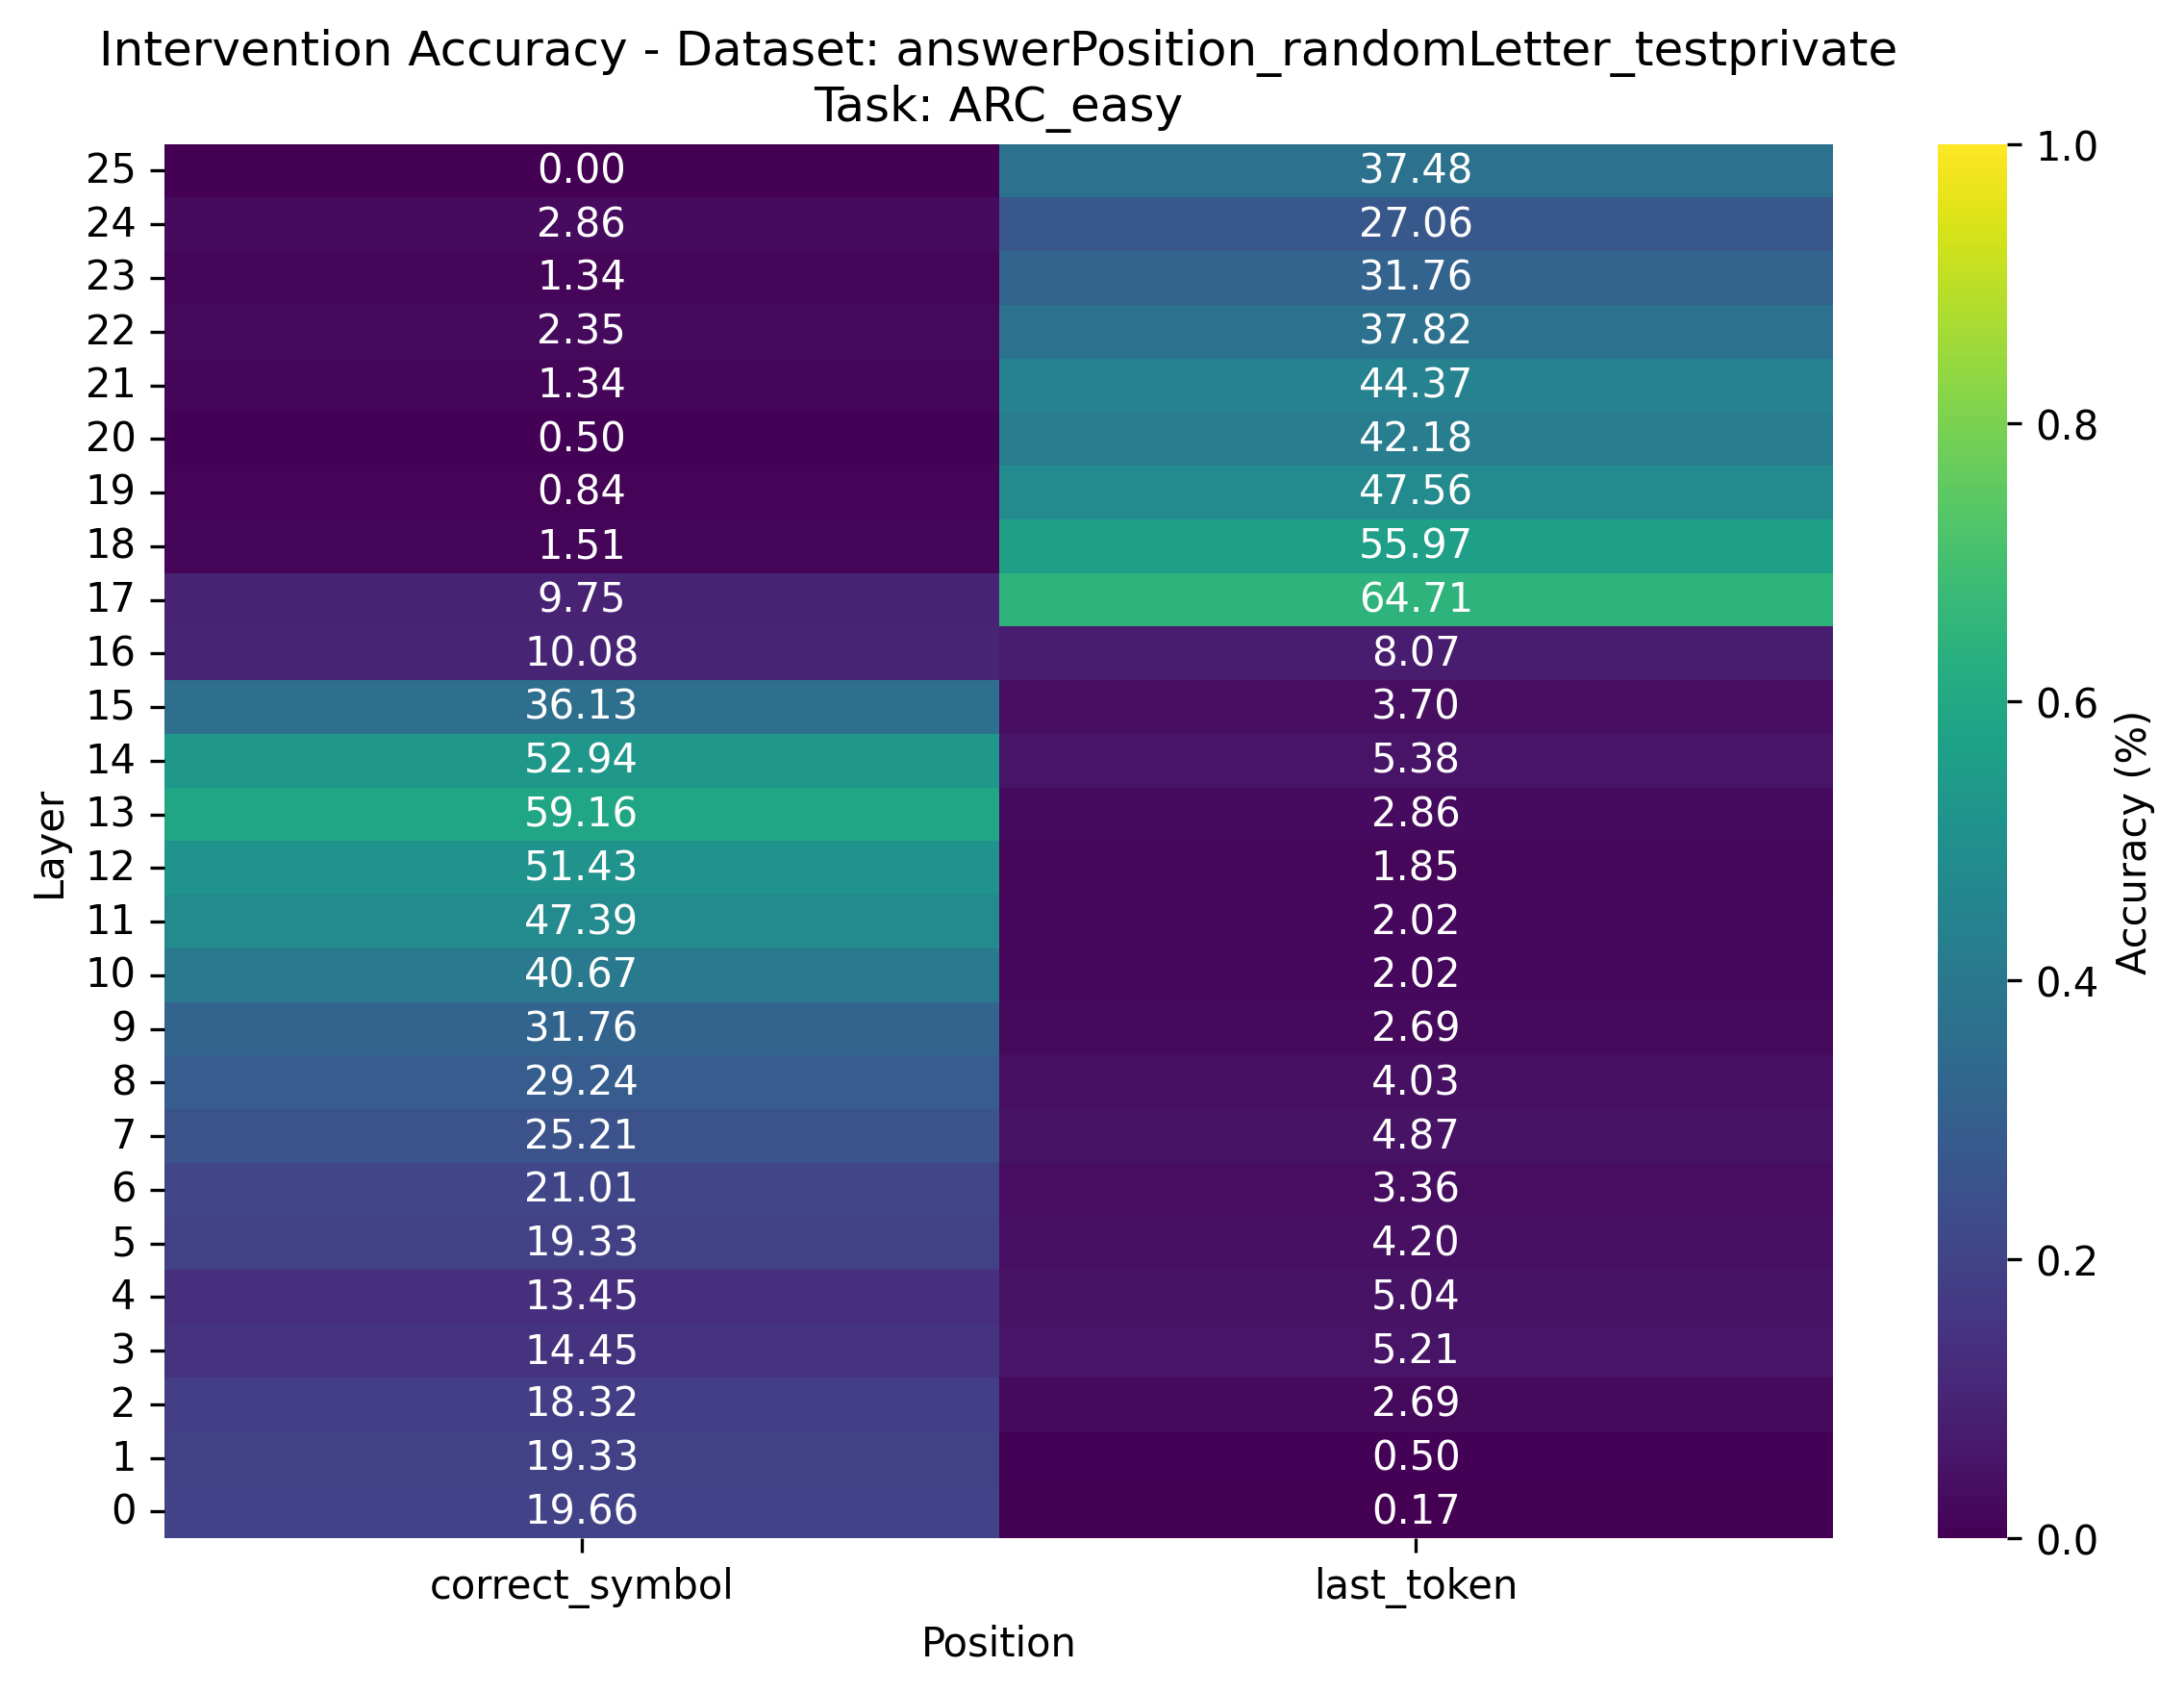 Intervention Accuracy - Dataset: answerPosition_randomLetter_testprivate
Task: ARC_easy
25 0.00 37.48
24 2.86 27.06
23 1.34 31.76
22 2.35 37.82
21 1.34 44.37
20 0.50 42.18
19 0.84 47.56
18 1.51 55.97
17 9.75 64.71
16 10.08 8.07
15 36.13 3.70
14 52.94 5.38
13 59.16 2.86
12 51.43 1.85
11 47.39 2.02
10 40.67 2.02
9 31.76 2.69
8 29.24 4.03
7 25.21 4.87
6 21.01 3.36
5 19.33 4.20
4 13.45 5.04
3 14.45 5.21
2 18.32 2.69
1 19.33 0.50
0 19.66 0.17
Layer
correct_symbol last_token
Position
1.0
0.8
0.6
0.4
0.2
0.0
Accuracy (%)